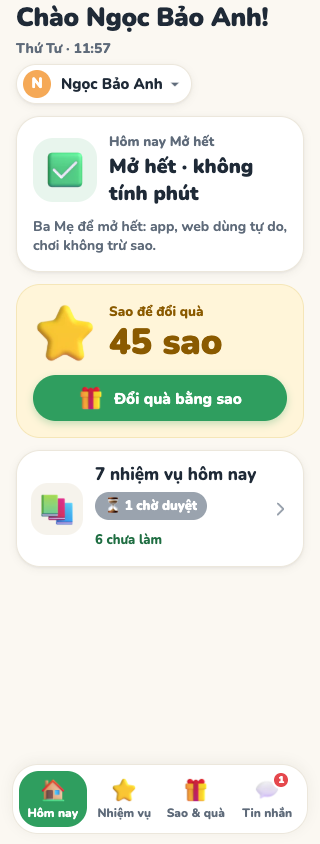 Chào Ngọc Bảo Anh!
Thứ Tư · 11:57
N Ngọc Bảo Anh
Hôm nay Mở hết
Mở hết · không
tính phút
Ba Mẹ để mở hết: app, web dùng tự do,
chơi không trừ sao.
Sao để đổi quà
45 sao
Đổi quà bằng sao
7 nhiệm vụ hôm nay
1 chờ duyệt
6 chưa làm
1
Hôm nay Nhiệm vụ Sao & quà Tin nhắn